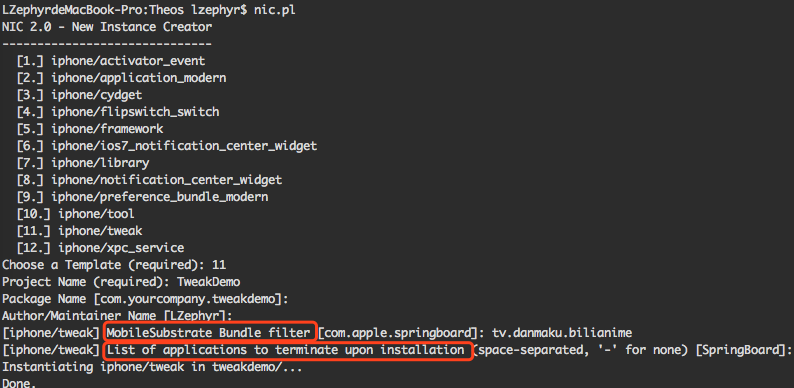 LZephyrdeMacBook-Pro:Theos lzephyr$ nic.pl
NIC 2.0 - New Instance Creator
------------------------------
[1.] iphone/activator_event
[2.] iphone/application_modern
[3.] iphone/cydget
[4.] iphone/flipswitch_switch
[5.] iphone/framework
[6.] iphone/ios7_notification_center_widget
[7.] iphone/library
[8.] iphone/notification_center_widget
[9.] iphone/preference_bundle_modern
[10.] iphone/tool
[11.] iphone/tweak
[12.] iphone/xpc_service
Choose a Template (required): 11
Project Name (required): TweakDemo
Package Name [com.yourcompany.tweakdemo]:
Author/Maintainer Name [LZephyr]:
[iphone/tweak] MobileSubstrate Bundle filter [com.apple.springboard]: tv.danmaku.bilianime
[iphone/tweak] List of applications to terminate upon installation (space-separated, '-' for none) [SpringBoard]:
Instantiating iphone/tweak in tweakdemo/...
Done.